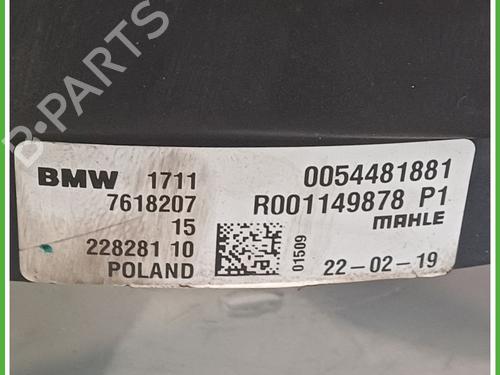 B-PARTS
BMW 1711
7618207
15
228281 10
POLAND
01509
0054481881
R001149878 P1
MAHLE
22-02-19